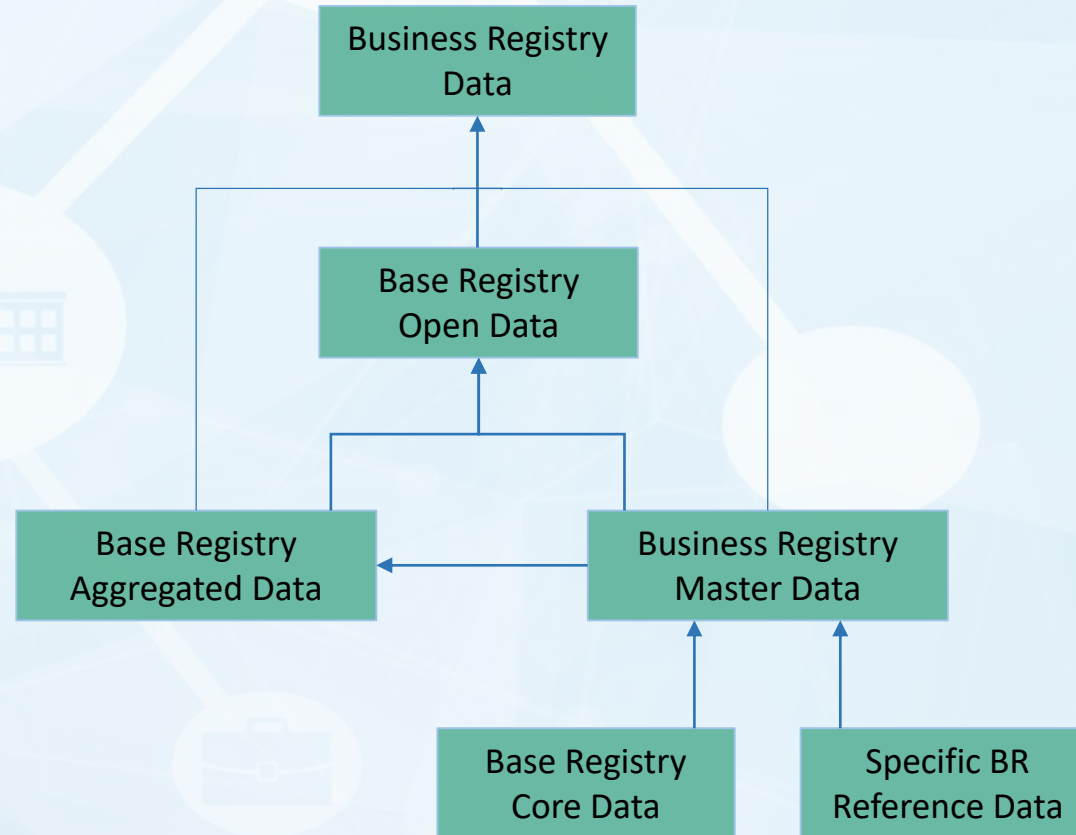 Business Registry
Data
Base Registry
Open Data
Base Registry
Aggregated Data
Business Registry
Master Data
Base Registry
Core Data
Specific BR
Reference Data